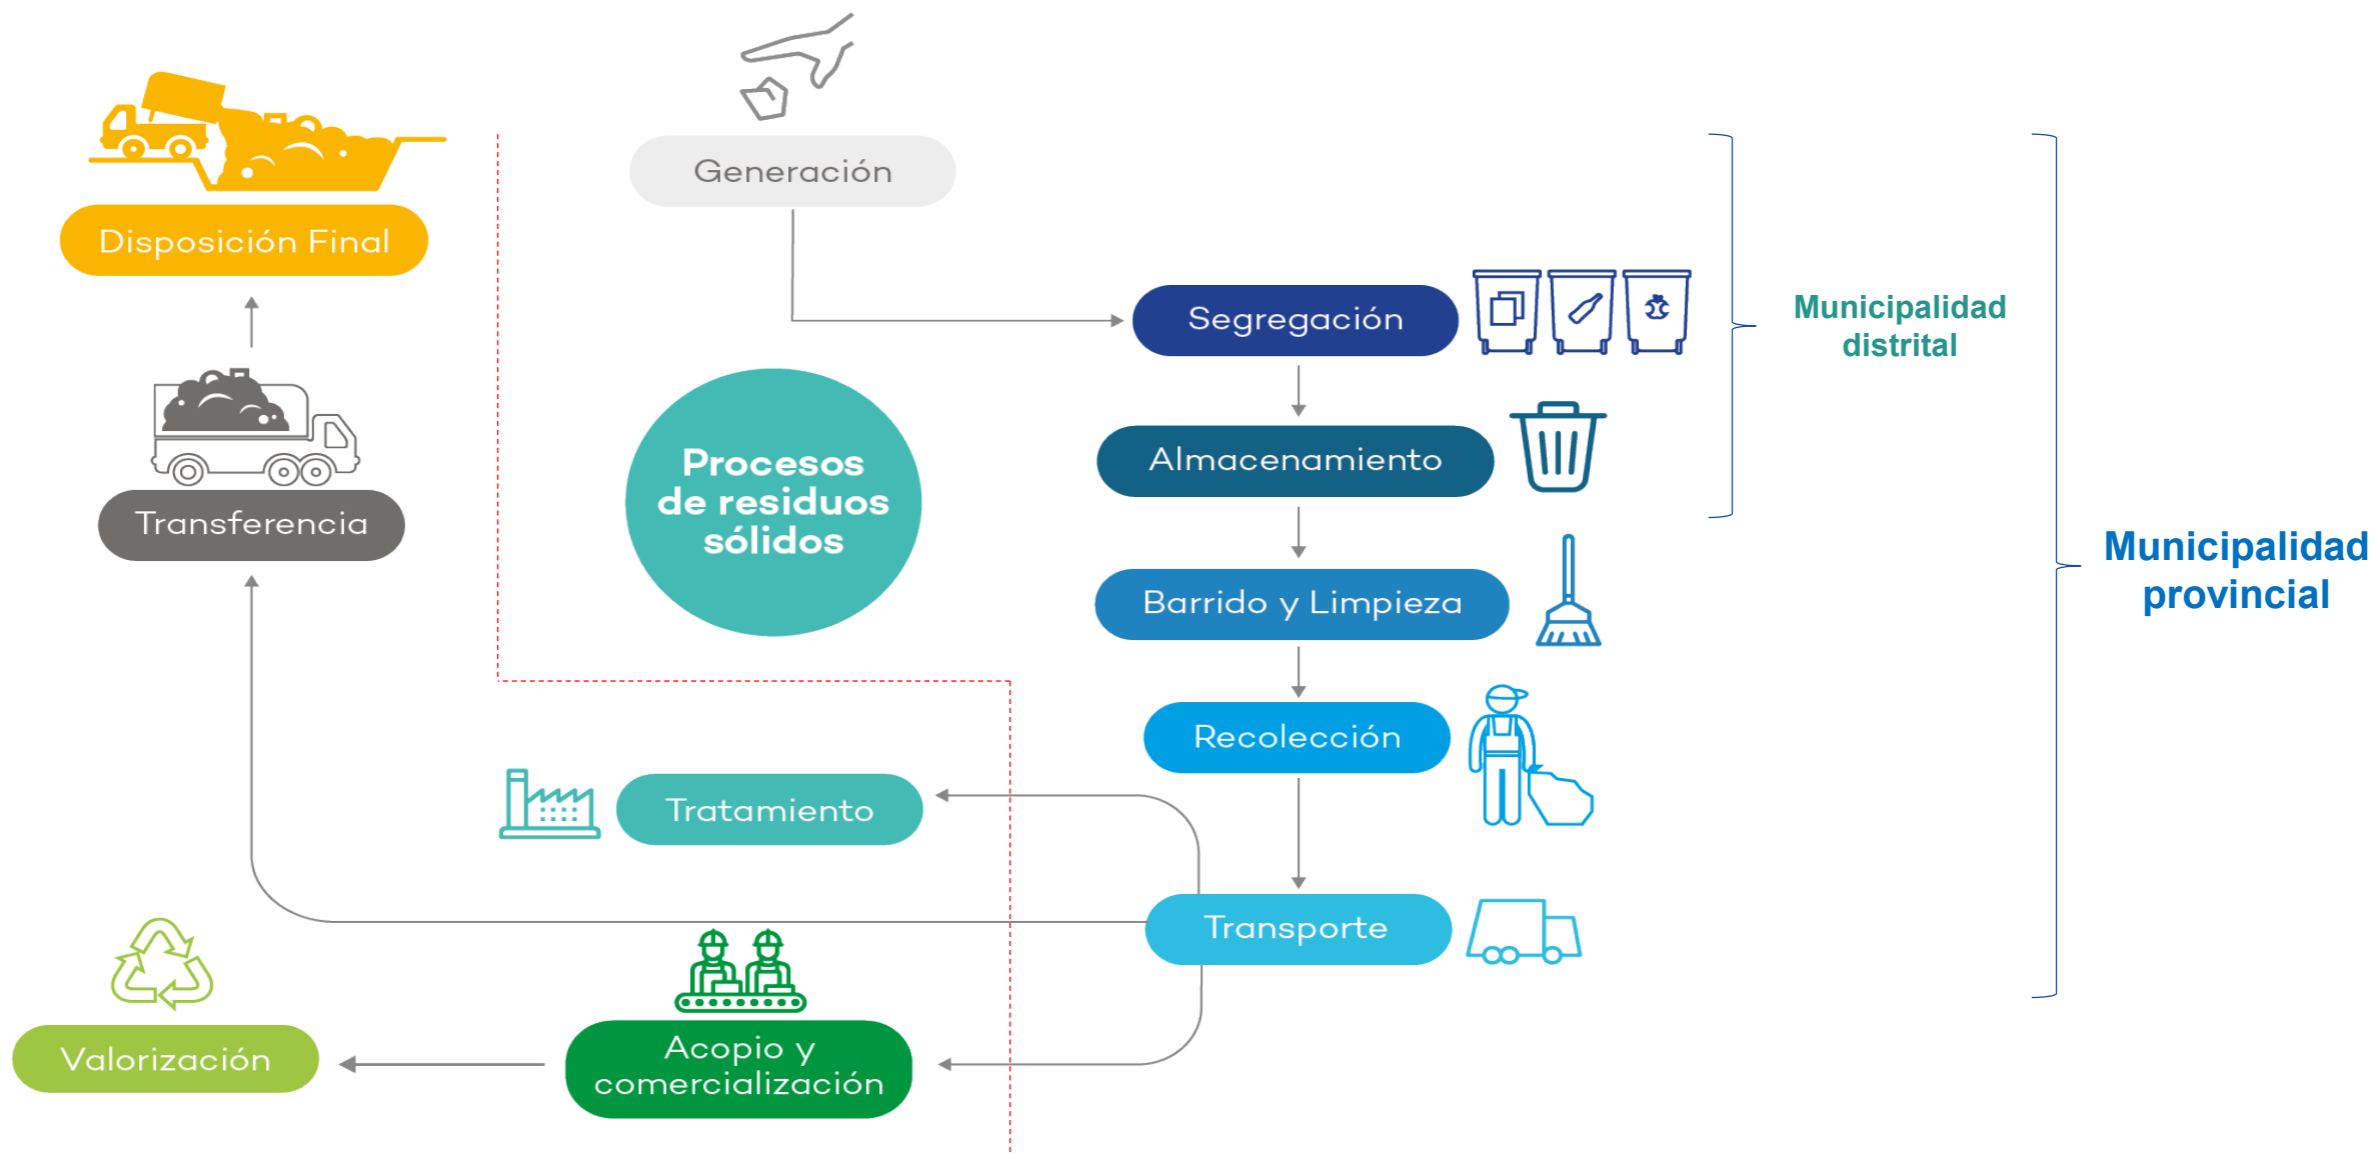 Generación
Disposición Final
Segregación
Municipalidad
distrital
Procesos
de residuos
sólidos
Almacenamiento
Transferencia
Municipalidad
provincial
Barrido y Limpieza
Recolección
Tratamiento
Transporte
Valorización
Acopio y
comercialización